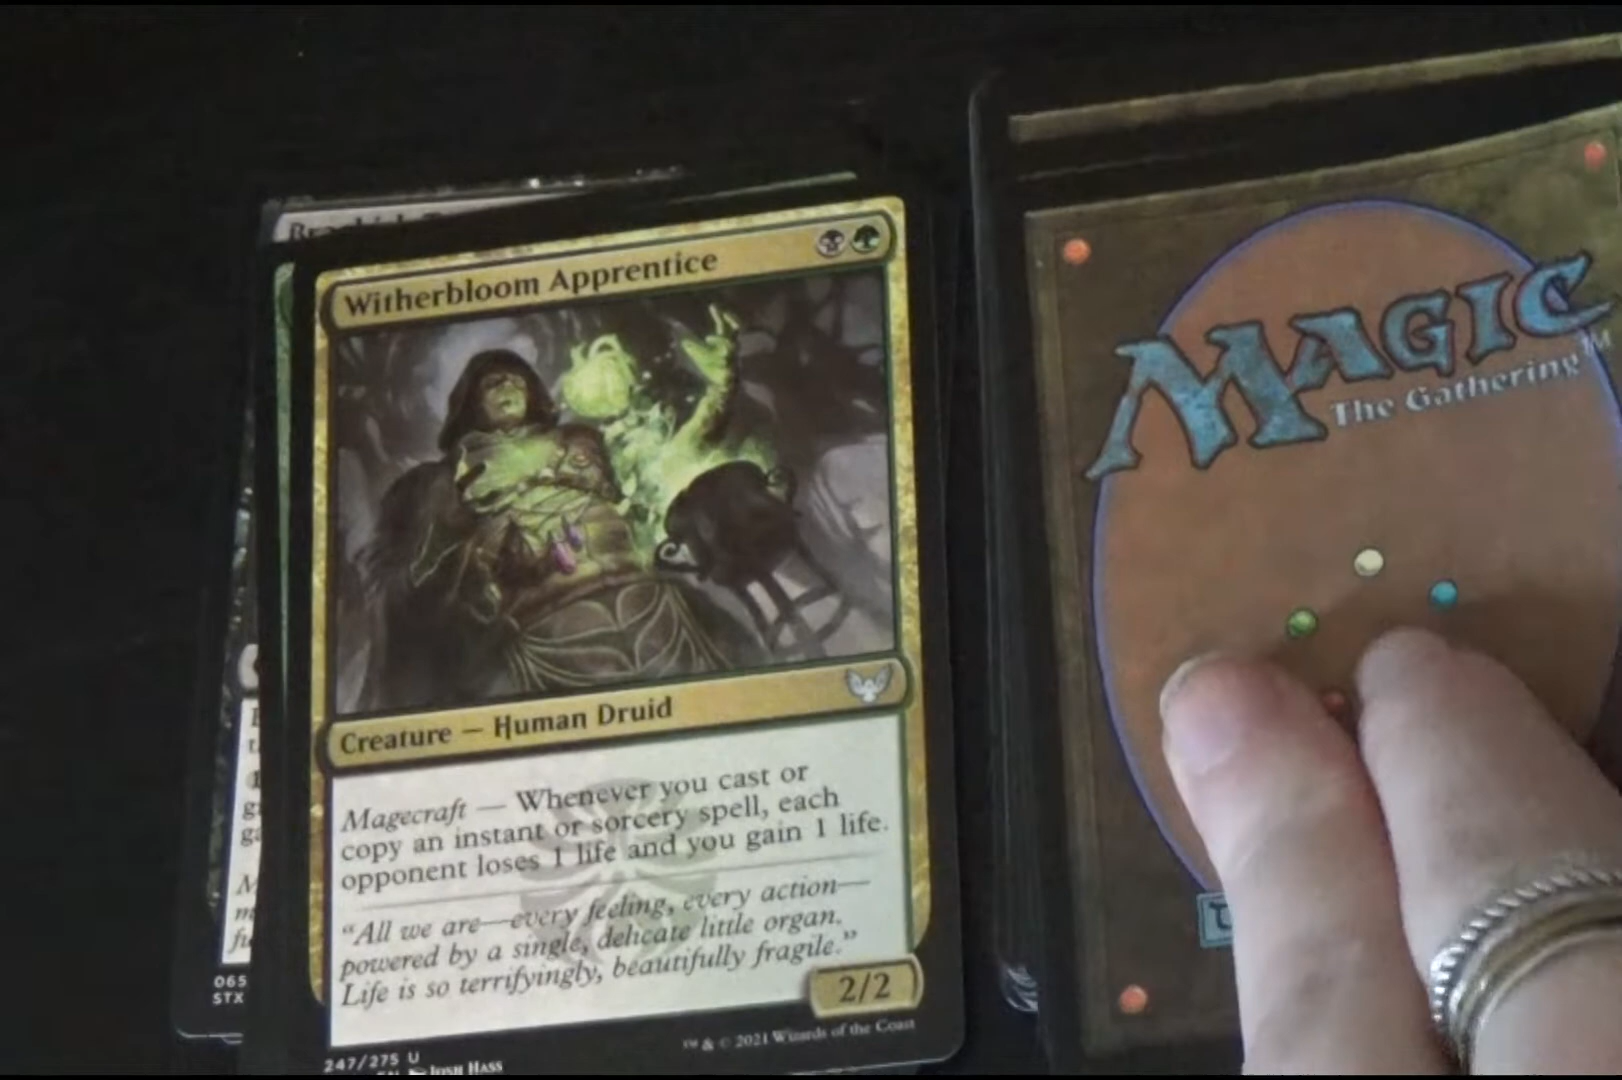 Witherbloom Apprentice
Creature — Human Druid
Magecraft — Whenever you cast or
copy an instant or sorcery spell, each
opponent loses 1 life and you gain 1 life.
“All we are—every feeling, every action—
powered by a single, delicate little organ.
Life is so terrifyingly, beautifully fragile.”
2/2
247/275 U
EN JOSH HASS
™ & © 2021 Wizards of the Coast
065
STX
MAGIC
The Gathering™